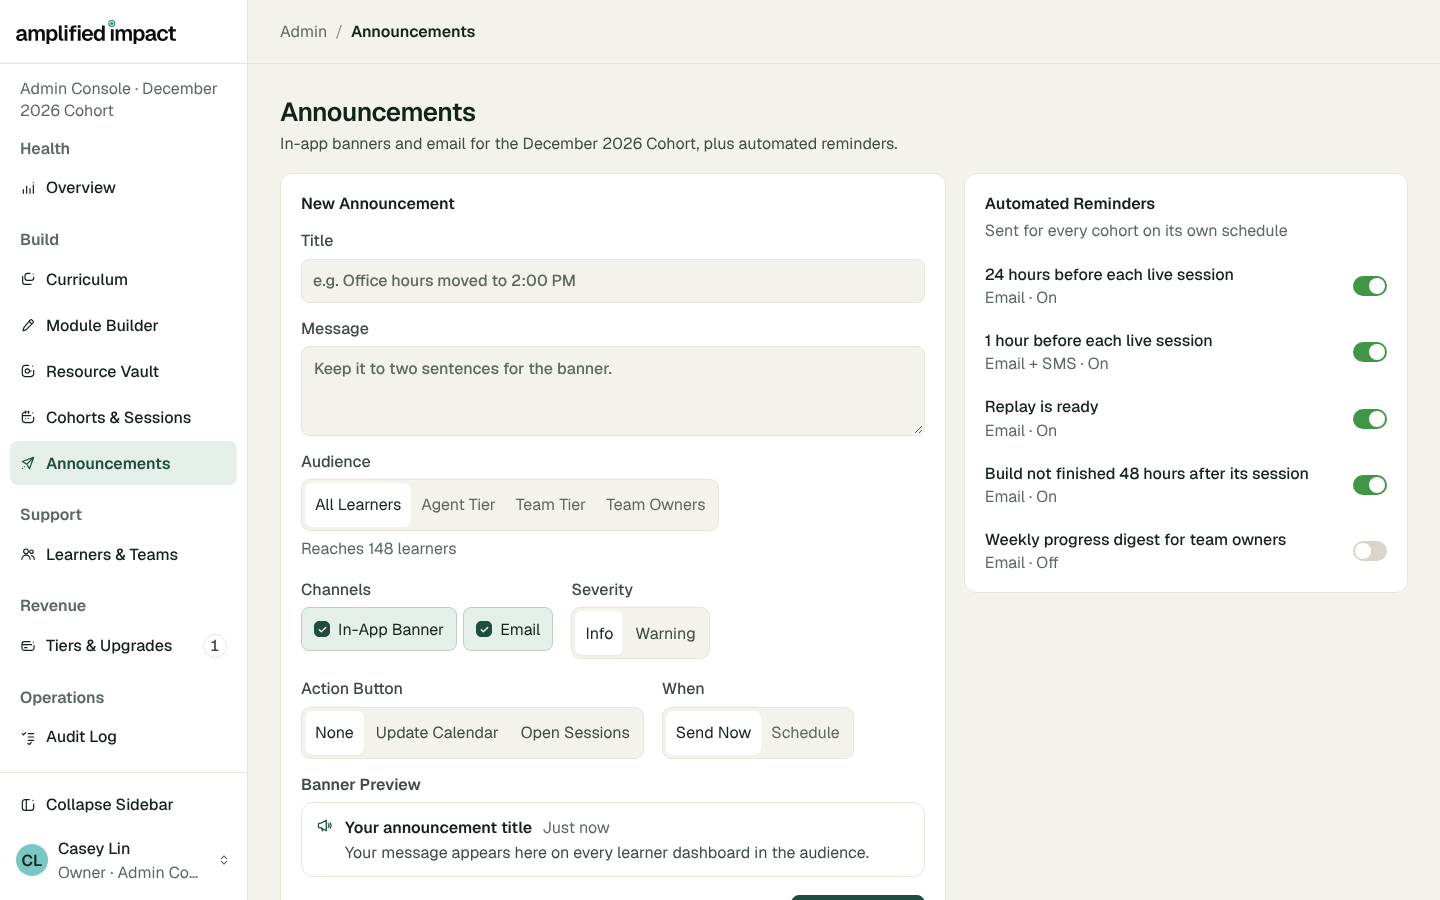 amplified impact
Admin Console · December
2026 Cohort
Health
Overview
Build
Curriculum
Module Builder
Resource Vault
Cohorts & Sessions
Announcements
Support
Learners & Teams
Revenue
Tiers & Upgrades 1
Operations
Audit Log
Collapse Sidebar
CL
Casey Lin
Owner · Admin Co...
Admin / Announcements
Announcements
In-app banners and email for the December 2026 Cohort, plus automated reminders.
New Announcement
Title
e.g. Office hours moved to 2:00 PM
Message
Keep it to two sentences for the banner.
Audience
All Learners Agent Tier Team Tier Team Owners
Reaches 148 learners
Channels Severity
In-App Banner Email Info Warning
Action Button When
None Update Calendar Open Sessions Send Now Schedule
Banner Preview
Your announcement title Just now
Your message appears here on every learner dashboard in the audience.
Automated Reminders
Sent for every cohort on its own schedule
24 hours before each live session
Email · On
1 hour before each live session
Email + SMS · On
Replay is ready
Email · On
Build not finished 48 hours after its session
Email · On
Weekly progress digest for team owners
Email · Off